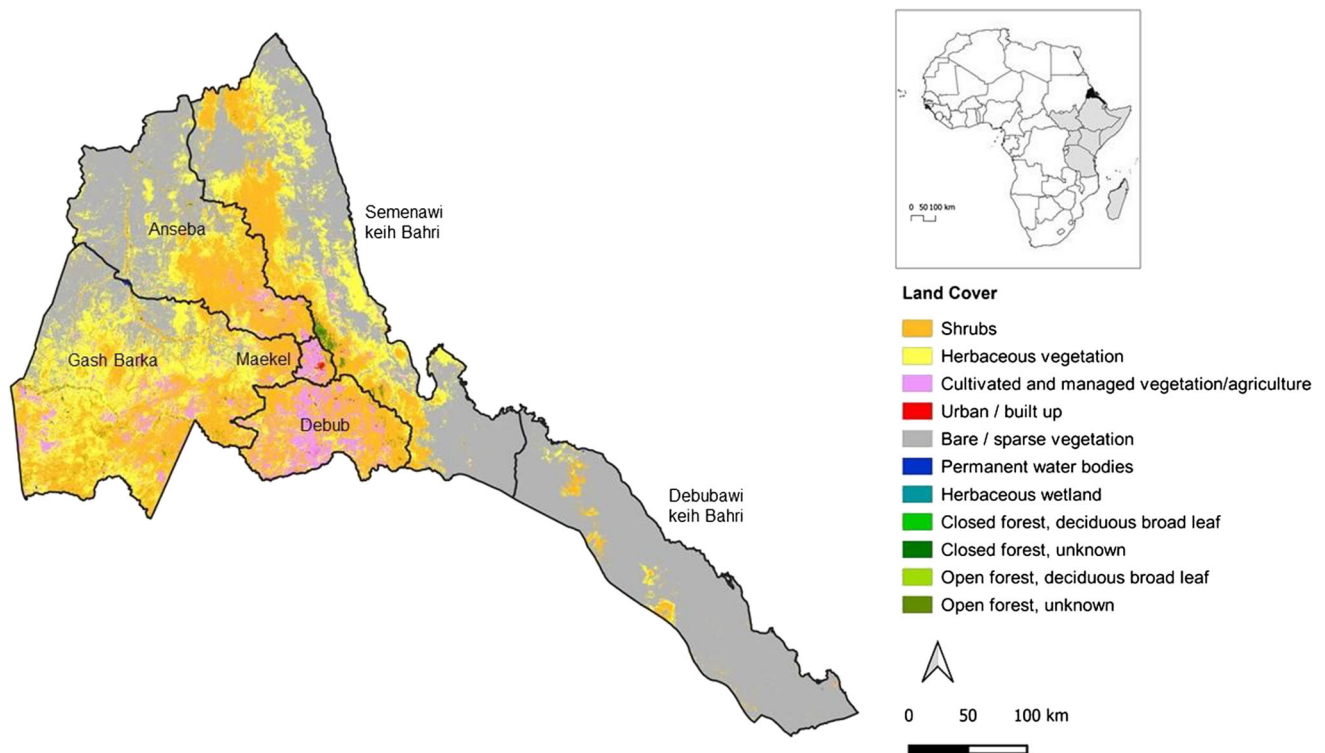 Anseba
Semenawi
keih Bahri
Gash Barka
Maekel
Debub
Debubawi
keih Bahri
0 50 100 km
Land Cover
Shrubs
Herbaceous vegetation
Cultivated and managed vegetation/agriculture
Urban / built up
Bare / sparse vegetation
Permanent water bodies
Herbaceous wetland
Closed forest, deciduous broad leaf
Closed forest, unknown
Open forest, deciduous broad leaf
Open forest, unknown
0 50 100 km